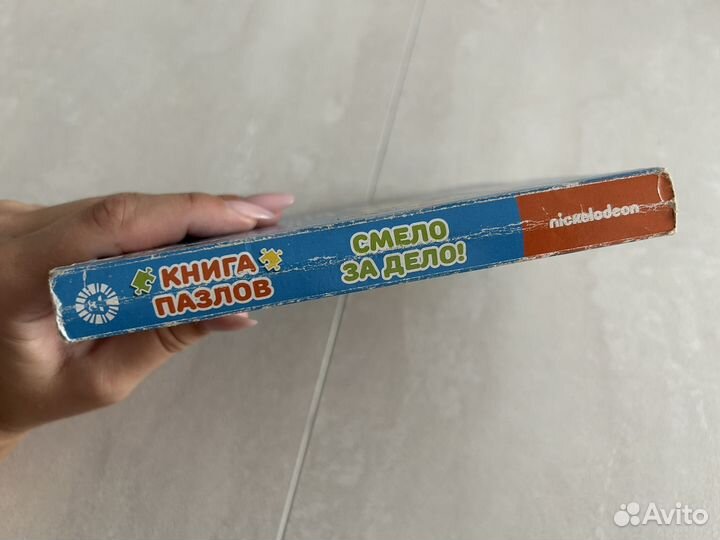 КНИГА
ПАЗЛОВ
СМЕЛО
ЗА ДЕЛО!
nickelodeon
Avito